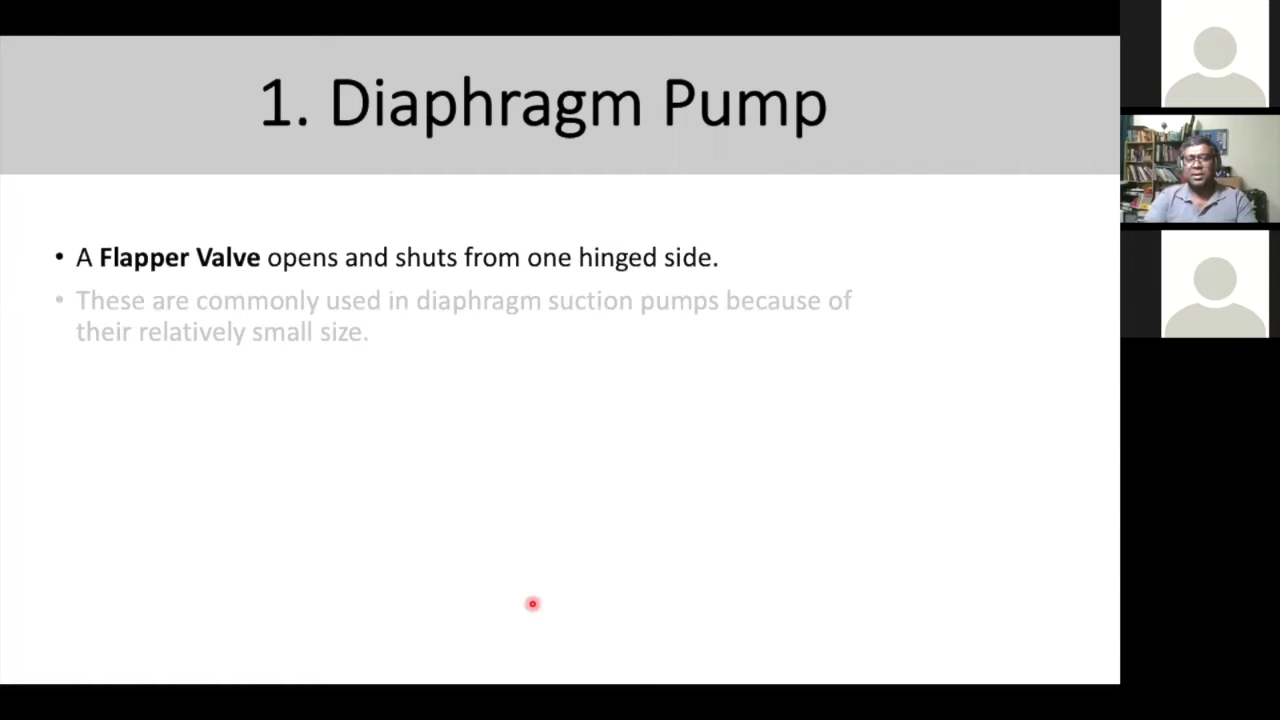 1. Diaphragm Pump
• A Flapper Valve opens and shuts from one hinged side.
• These are commonly used in diaphragm suction pumps because of
their relatively small size.